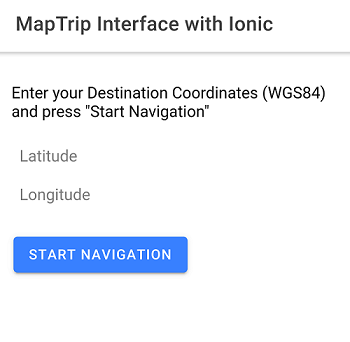 MapTrip Interface with Ionic
Enter your Destination Coordinates (WGS84)
and press "Start Navigation"
Latitude
Longitude
START NAVIGATION